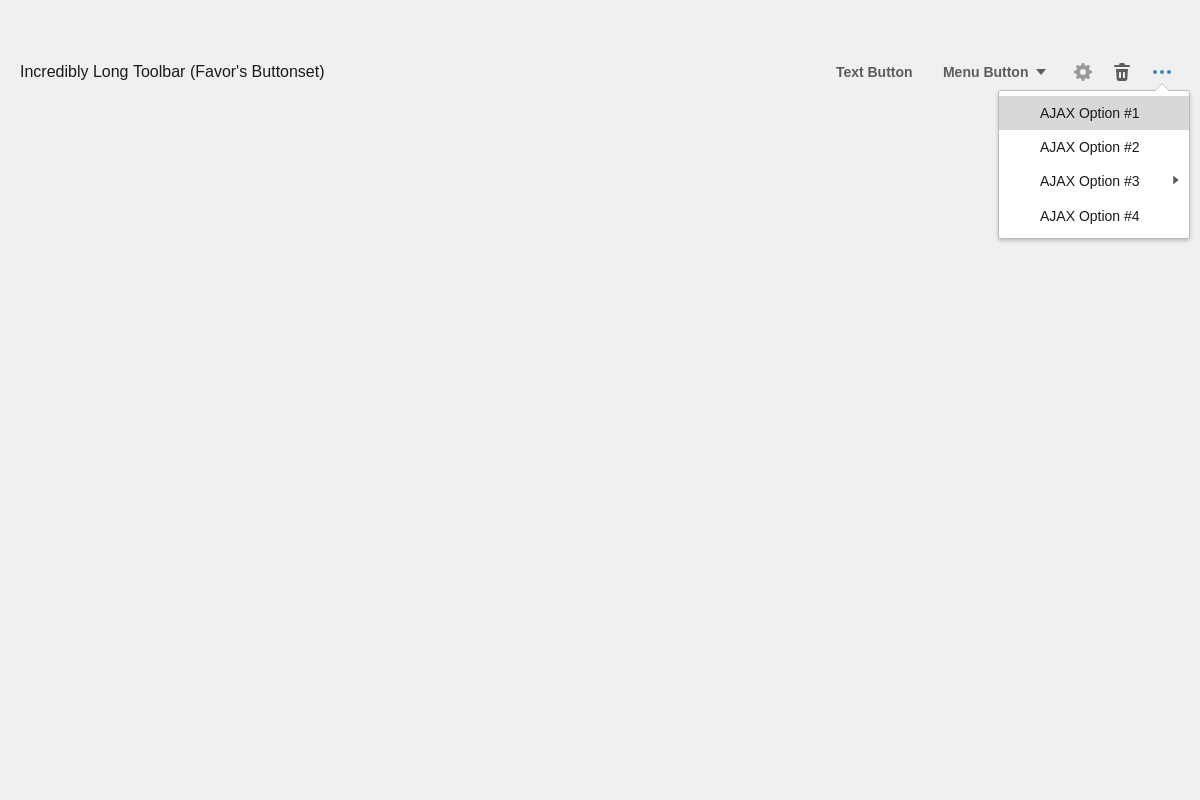 Incredibly Long Toolbar (Favor's Buttonset)
Text Button
Menu Button
AJAX Option #1
AJAX Option #2
AJAX Option #3
AJAX Option #4